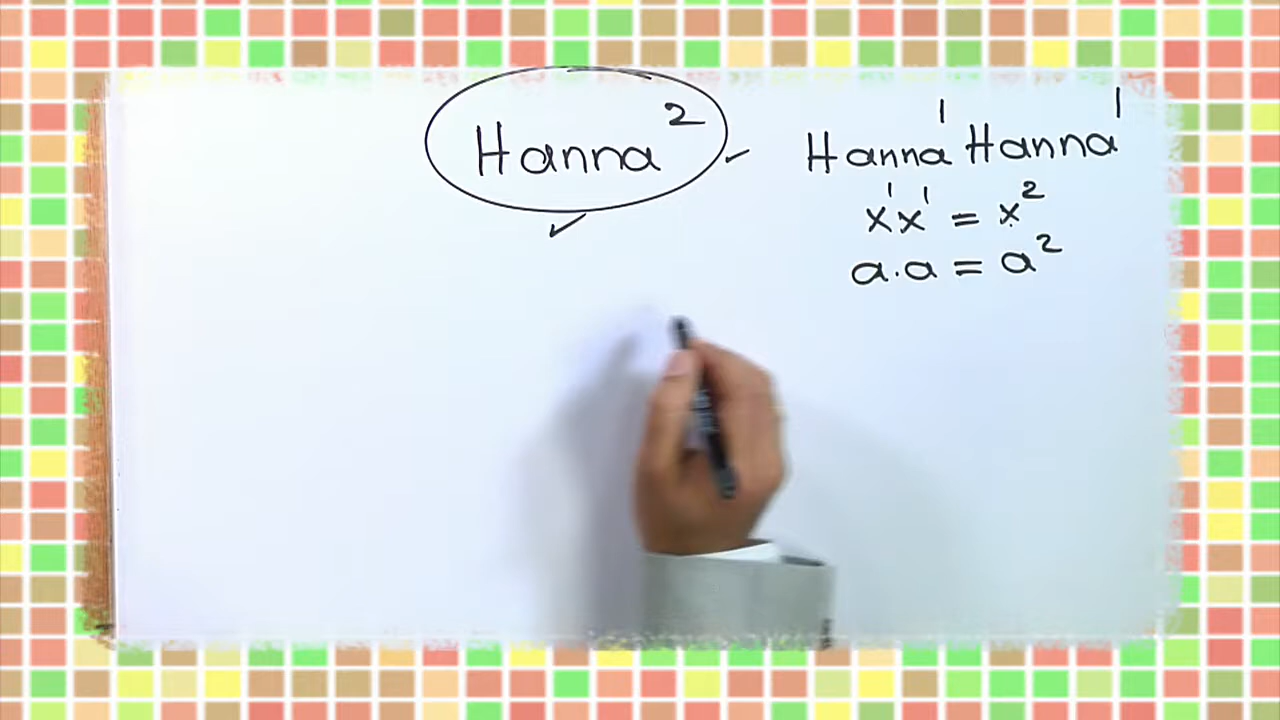 Hanna²
Hanna¹ Hanna¹
x¹x¹ = x²
a.a = a²